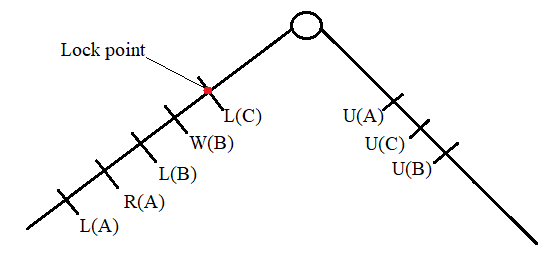 Lock point
L(C)
W(B)
L(B)
R(A)
L(A)
U(A)
U(C)
U(B)